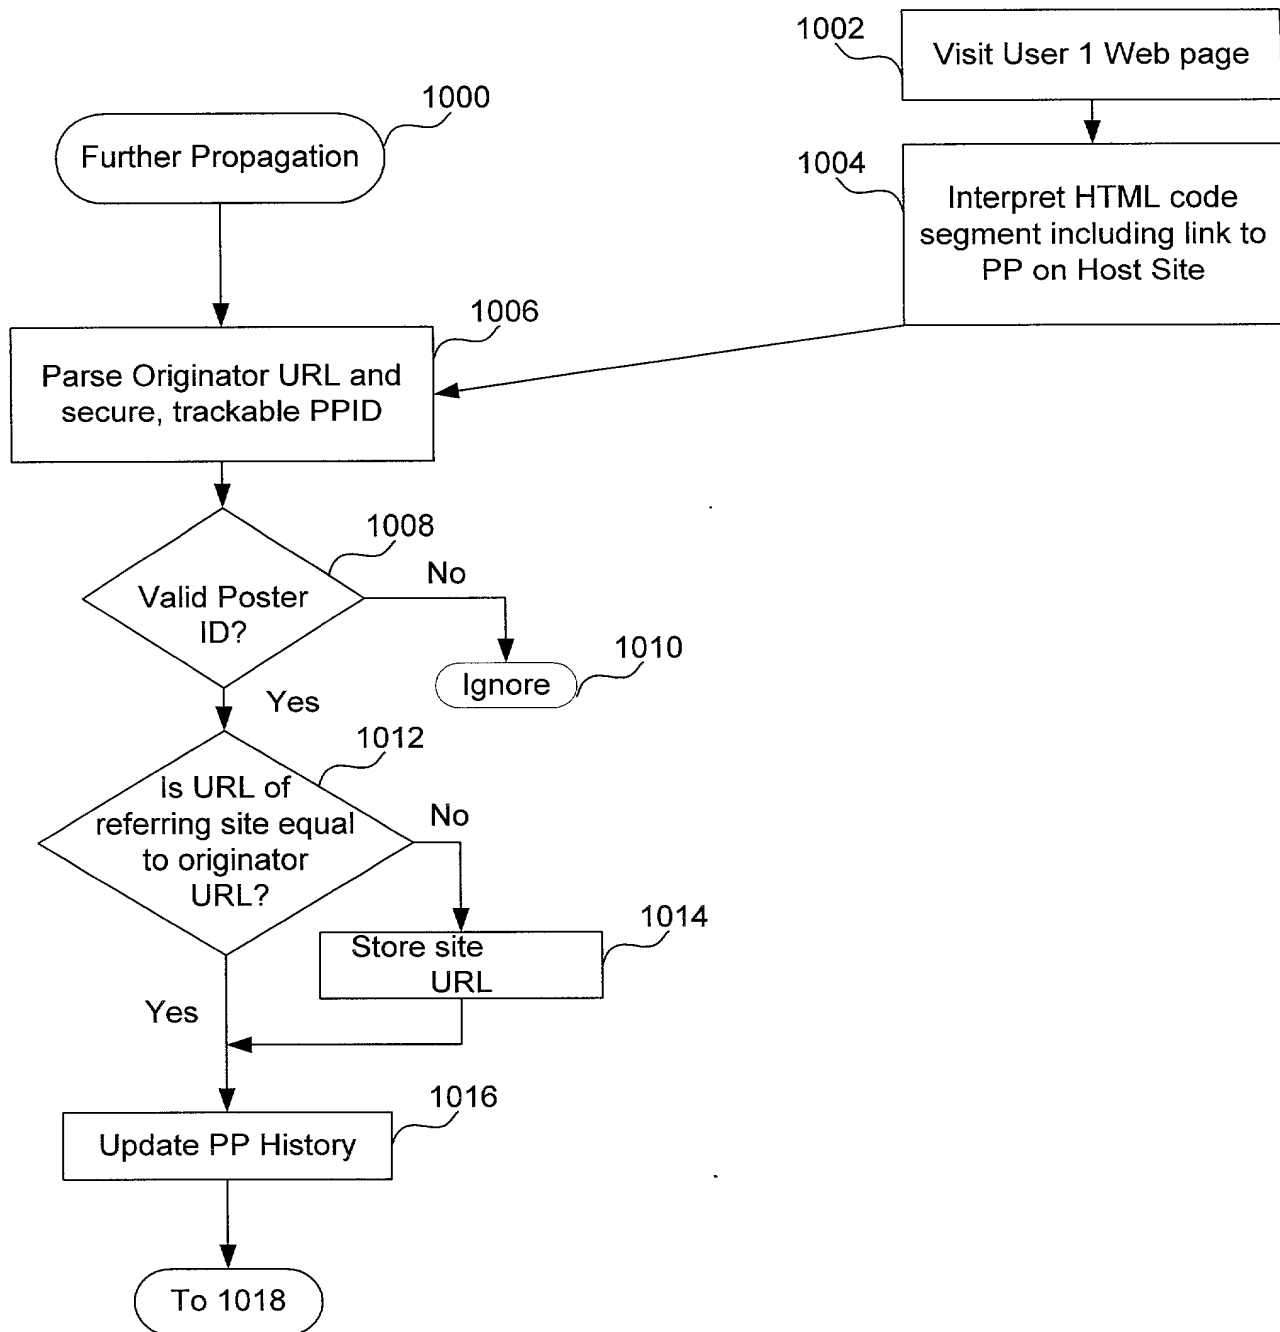 1002
Visit User 1 Web page
1000
Further Propagation
1004
Interpret HTML code
segment including link to
PP on Host Site
1006
Parse Originator URL and
secure, trackable PPID
1008
Valid Poster
ID?
No
1010
Ignore
Yes
1012
Is URL of
referring site equal
to originator
URL?
No
1014
Store site
URL
Yes
1016
Update PP History
To 1018